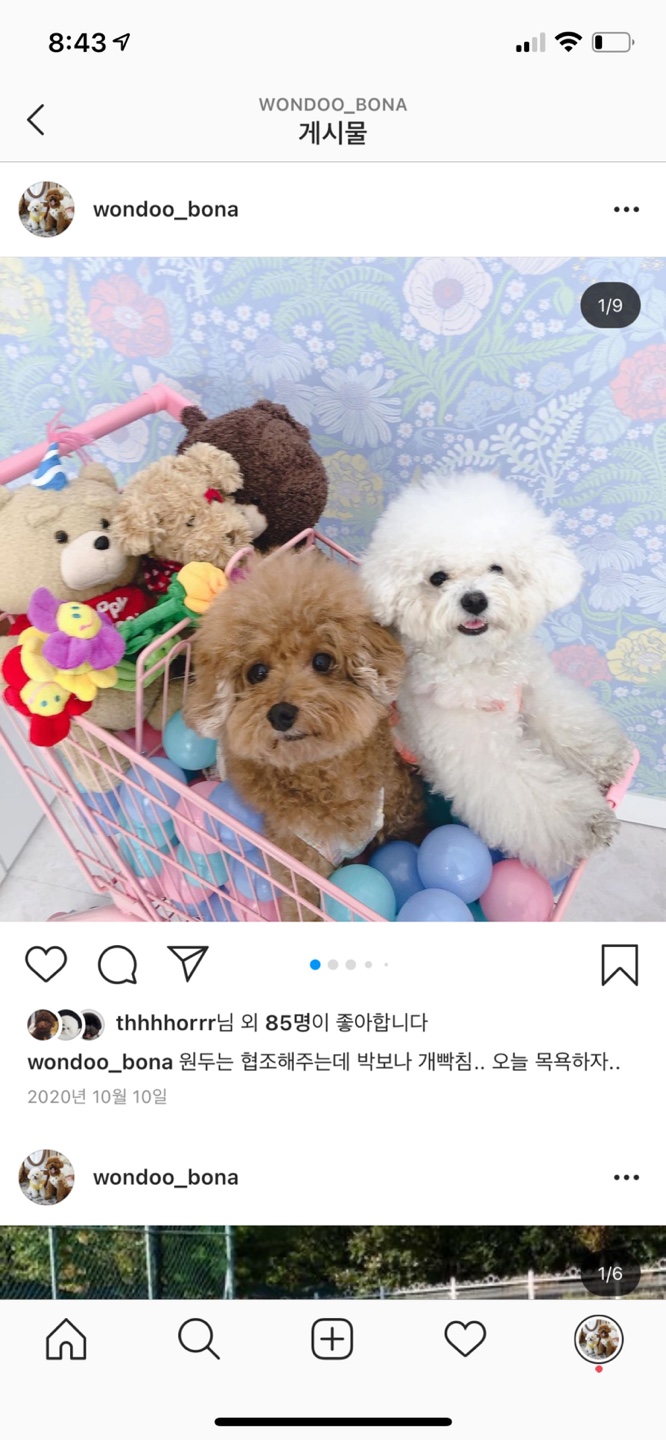 8:43
WONDOO_BONA
게시물
wondoo_bona
1/9
thhhhorrr님 외 85명이 좋아합니다
wondoo_bona 원두는 협조해주는데 박보나 개빡침.. 오늘 목욕하자..
2020년 10월 10일
wondoo_bona
1/6